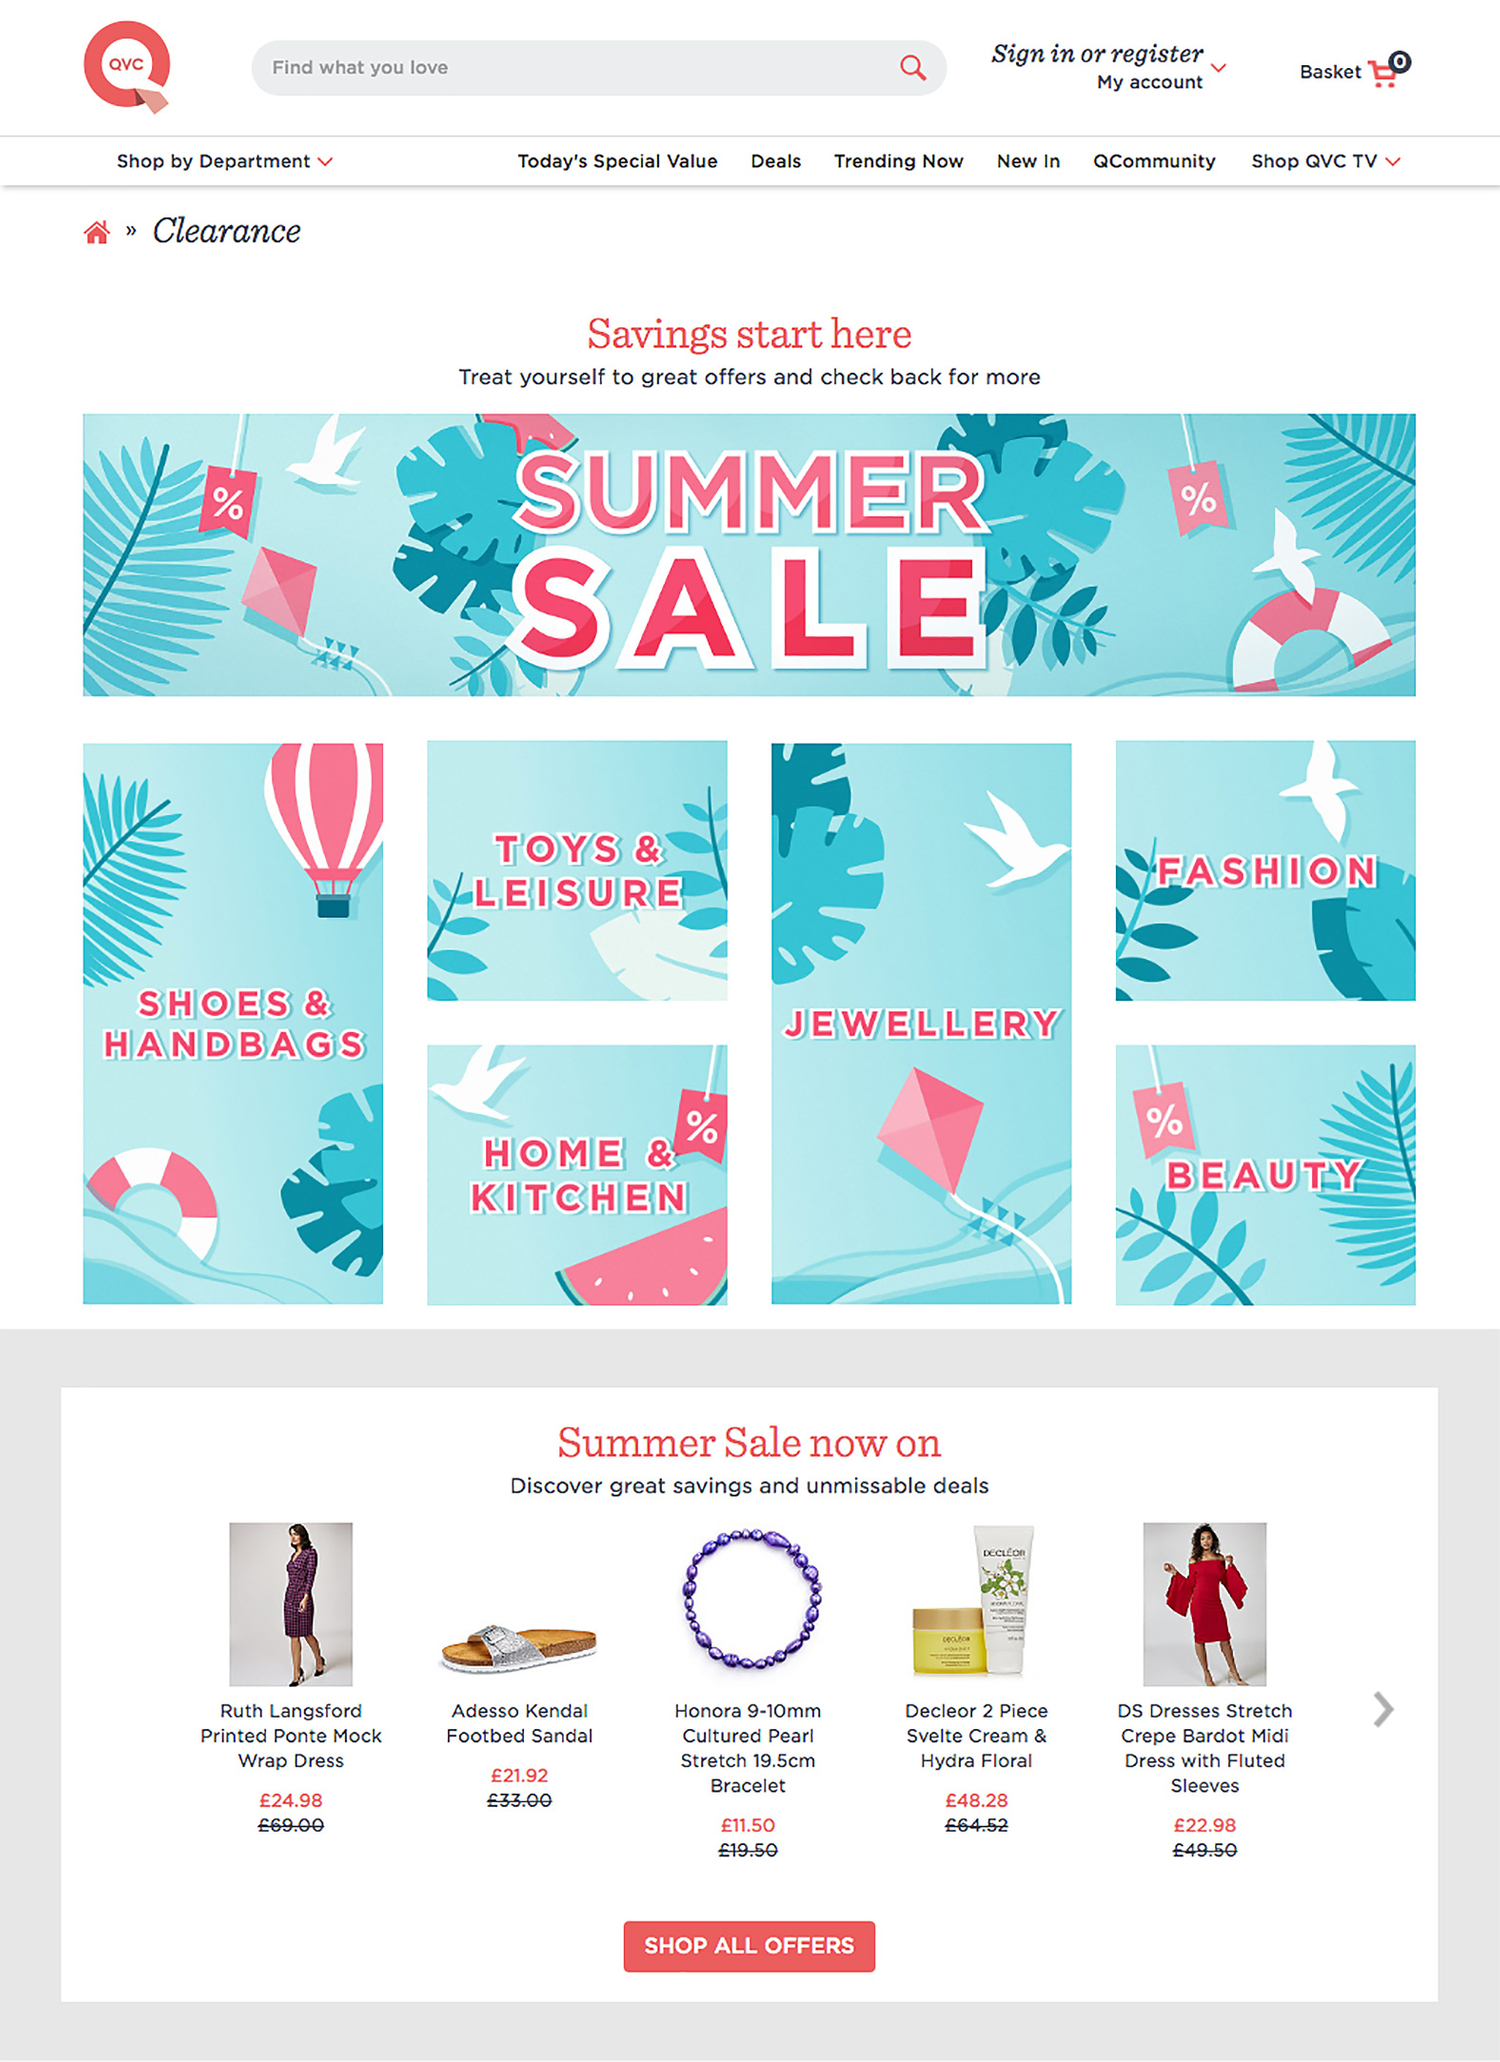 QVC
Find what you love
Sign in or register
My account
Basket
0
Shop by Department
Today's Special Value
Deals
Trending Now
New In
QCommunity
Shop QVC TV
» Clearance
Savings start here
Treat yourself to great offers and check back for more
%
SUMMER
SALE
%
SHOES &
HANDBAGS
TOYS &
LEISURE
HOME &
KITCHEN
%
JEWELLERY
FASHION
%
BEAUTY
Summer Sale now on
Discover great savings and unmissable deals
Ruth Langsford
Printed Ponte Mock
Wrap Dress
£24.98
£69.00
Adesso Kendal
Footbed Sandal
£21.92
£33.00
Honora 9-10mm
Cultured Pearl
Stretch 19.5cm
Bracelet
£11.50
£19.50
DECLÉOR
DECLÉOR
Decleor 2 Piece
Svelte Cream &
Hydra Floral
£48.28
£64.52
DS Dresses Stretch
Crepe Bardot Midi
Dress with Fluted
Sleeves
£22.98
£49.50
SHOP ALL OFFERS